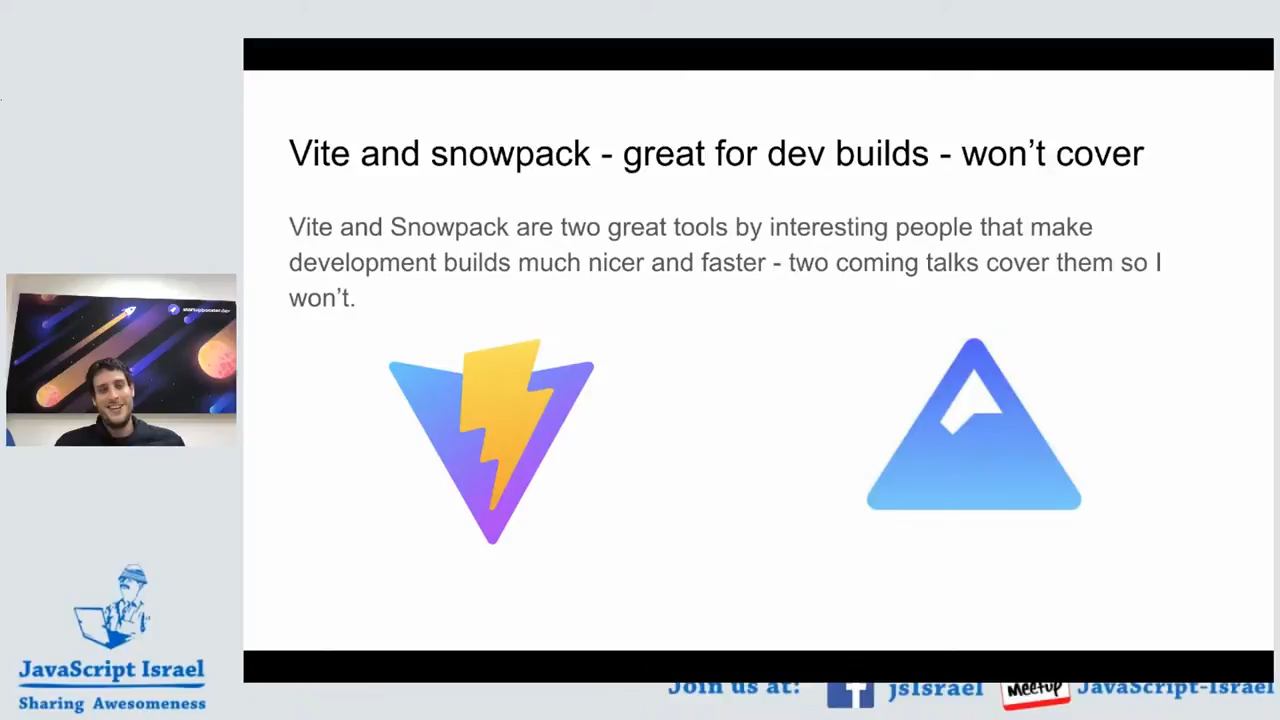 Vite and snowpack - great for dev builds - won't cover
Vite and Snowpack are two great tools by interesting people that make
development builds much nicer and faster - two coming talks cover them so I
won't.
startupbooster.dev
JavaScript Israel
Sharing Awesomeness
Join us at: jsIsrael Meetup JavaScript-Israel